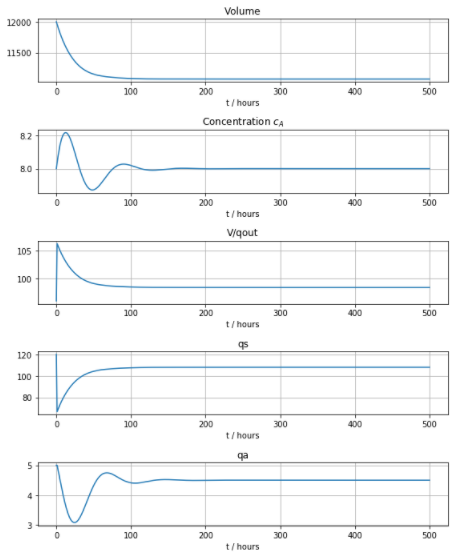 Volume
12000
11500
0 100 200 300 400 500
t / hours
Concentration c_A
8.2
8.0
0 100 200 300 400 500
t / hours
V/qout
105
100
0 100 200 300 400 500
t / hours
qs
120
100
80
0 100 200 300 400 500
t / hours
qa
5
4
3
0 100 200 300 400 500
t / hours